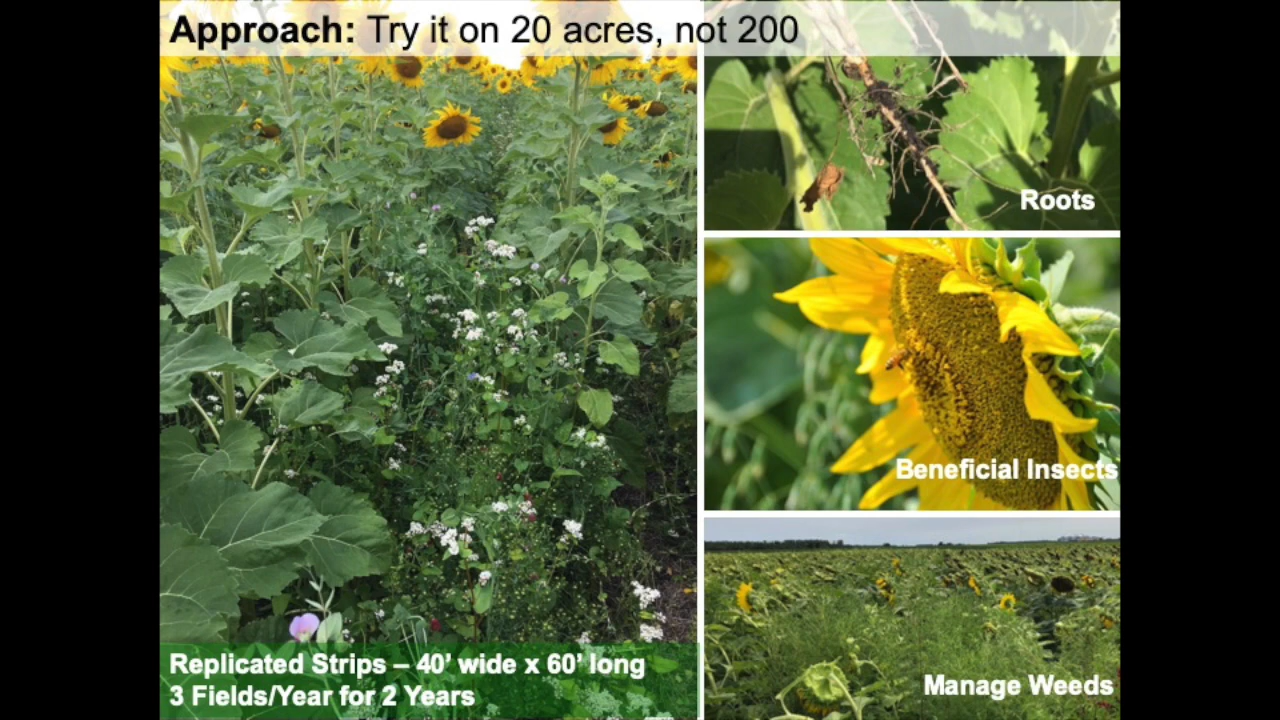 Approach: Try it on 20 acres, not 200
Roots
Beneficial Insects
Replicated Strips – 40' wide x 60' long
3 Fields/Year for 2 Years
Manage Weeds